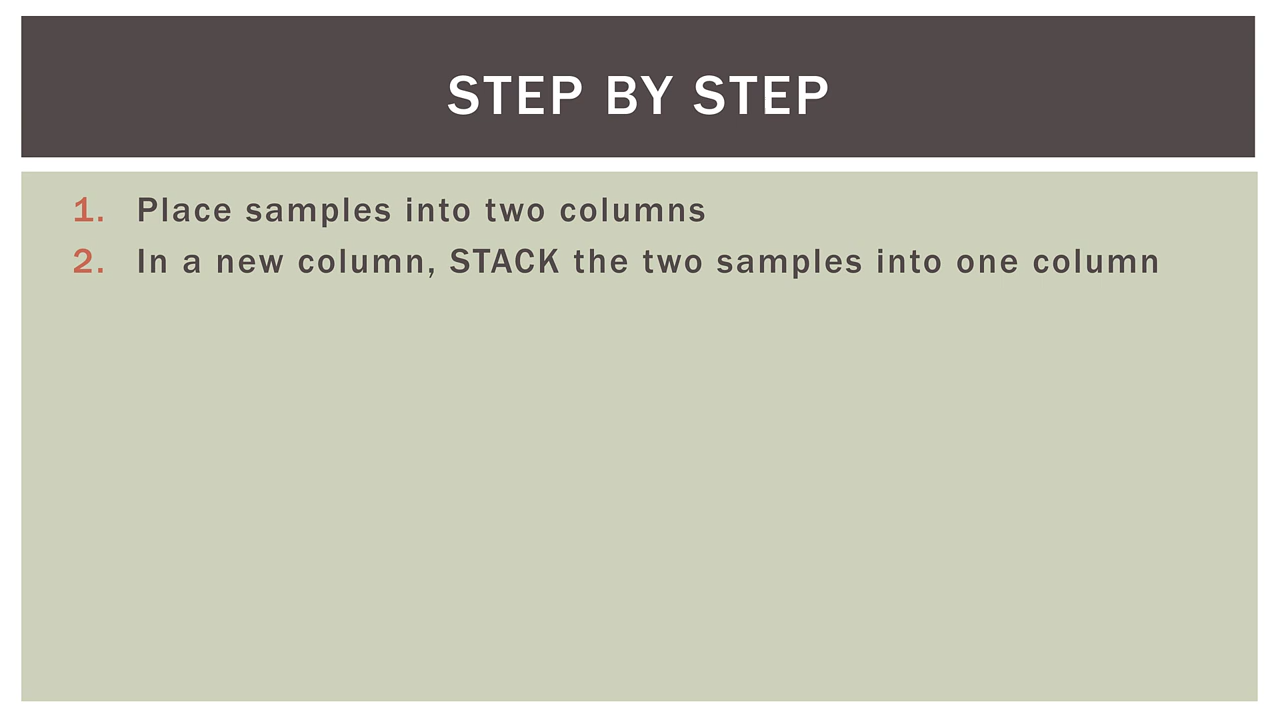 STEP BY STEP
1. Place samples into two columns
2. In a new column, STACK the two samples into one column